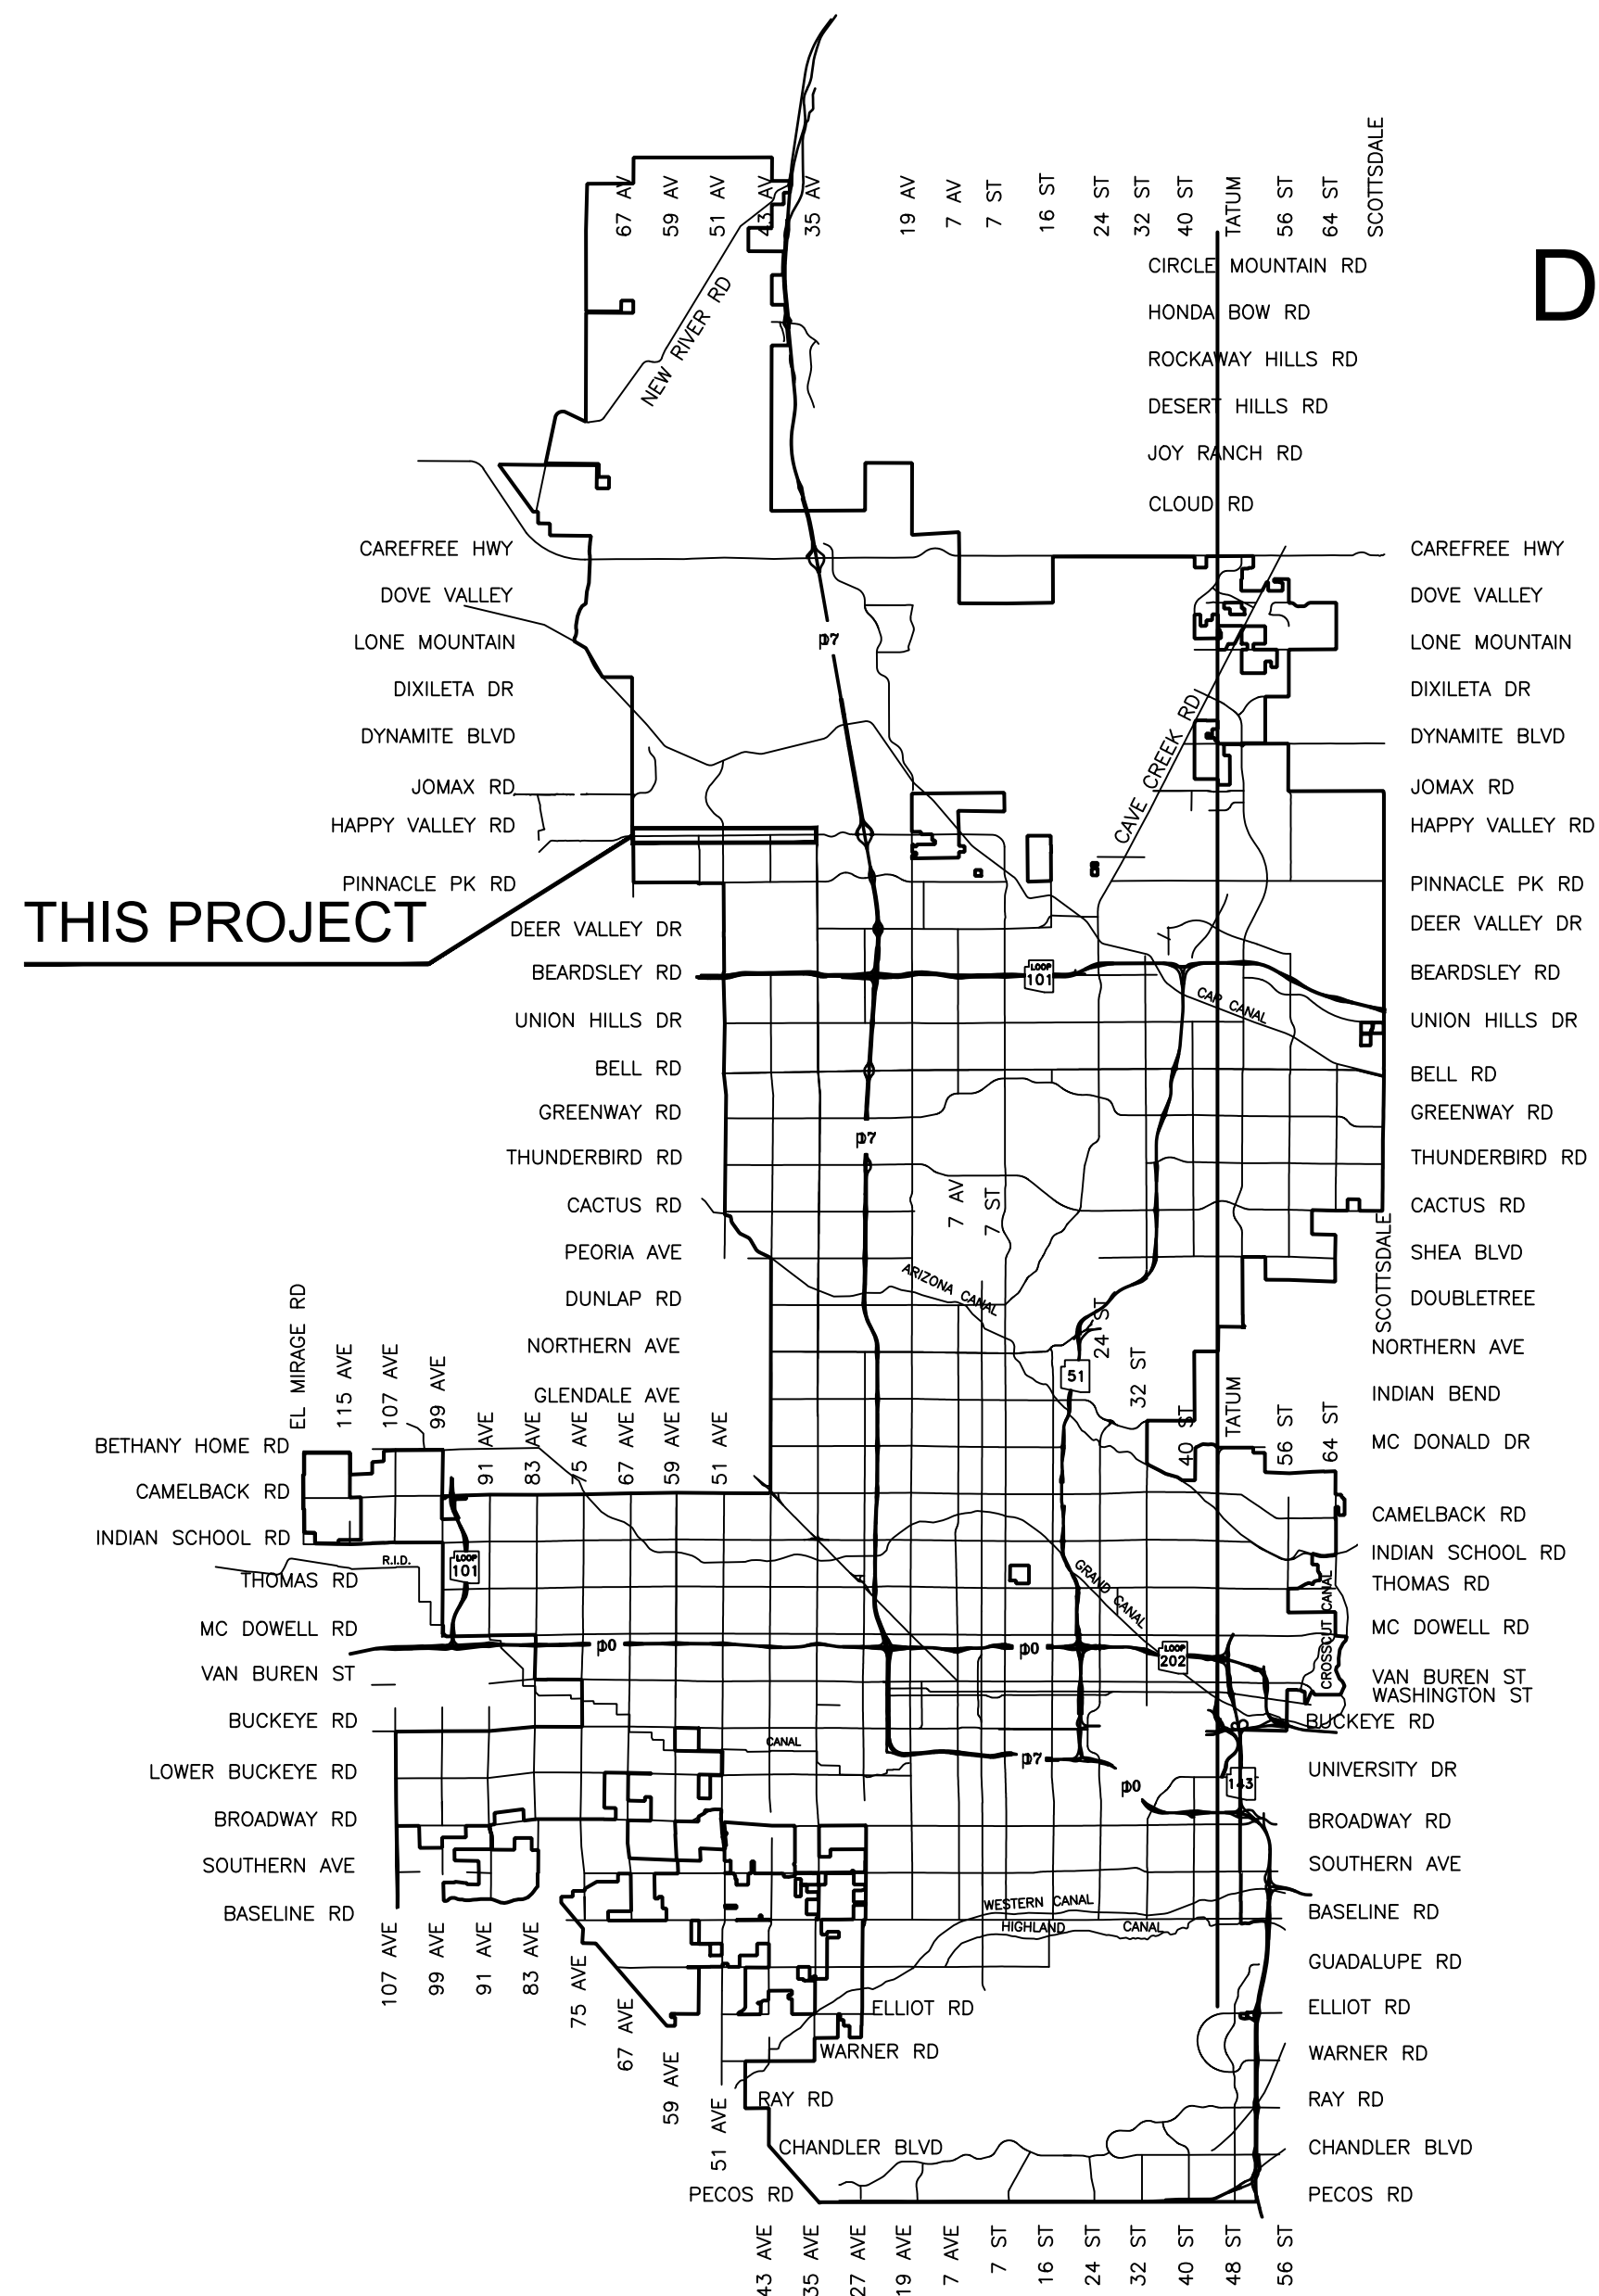 67 AV
59 AV
51 AV
43 AV
35 AV
19 AV
7 AV
7 ST
16 ST
24 ST
32 ST
40 ST
TATUM
56 ST
64 ST
SCOTTSDALE
D
CIRCLE MOUNTAIN RD
HONDA BOW RD
ROCKAWAY HILLS RD
DESERT HILLS RD
JOY RANCH RD
CLOUD RD
NEW RIVER RD
CAREFREE HWY
DOVE VALLEY
LONE MOUNTAIN
DIXILETA DR
DYNAMITE BLVD
JOMAX RD
HAPPY VALLEY RD
PINNACLE PK RD
THIS PROJECT
DEER VALLEY DR
BEARDSLEY RD
UNION HILLS DR
BELL RD
GREENWAY RD
THUNDERBIRD RD
CACTUS RD
PEORIA AVE
DUNLAP RD
NORTHERN AVE
GLENDALE AVE
CAREFREE HWY
DOVE VALLEY
LONE MOUNTAIN
DIXILETA DR
DYNAMITE BLVD
JOMAX RD
HAPPY VALLEY RD
PINNACLE PK RD
DEER VALLEY DR
BEARDSLEY RD
UNION HILLS DR
BELL RD
GREENWAY RD
THUNDERBIRD RD
CACTUS RD
SHEA BLVD
DOUBLETREE
NORTHERN AVE
INDIAN BEND
MC DONALD DR
CAMELBACK RD
INDIAN SCHOOL RD
THOMAS RD
MC DOWELL RD
VAN BUREN ST
WASHINGTON ST
BUCKEYE RD
UNIVERSITY DR
BROADWAY RD
SOUTHERN AVE
BASELINE RD
GUADALUPE RD
ELLIOT RD
WARNER RD
RAY RD
CHANDLER BLVD
PECOS RD
CAVE CREEK RD
LOOP
101
CAP CANAL
7 AV
7 ST
ARIZONA CANAL
SCOTTSDALE
24 ST
51
32 ST
40 ST
TATUM
56 ST
64 ST
EL MIRAGE RD
115 AVE
107 AVE
99 AVE
91 AVE
83 AVE
75 AVE
67 AVE
59 AVE
51 AVE
BETHANY HOME RD
CAMELBACK RD
INDIAN SCHOOL RD
R.I.D.
THOMAS RD
MC DOWELL RD
VAN BUREN ST
BUCKEYE RD
LOWER BUCKEYE RD
BROADWAY RD
SOUTHERN AVE
BASELINE RD
LOOP
101
GRAND CANAL
CROSSCUT CANAL
LOOP
202
CANAL
143
WESTERN CANAL
HIGHLAND CANAL
107 AVE
99 AVE
91 AVE
83 AVE
75 AVE
67 AVE
59 AVE
51 AVE
ELLIOT RD
WARNER RD
RAY RD
CHANDLER BLVD
PECOS RD
43 AVE
35 AVE
27 AVE
19 AVE
7 AVE
7 ST
16 ST
24 ST
32 ST
40 ST
48 ST
56 ST